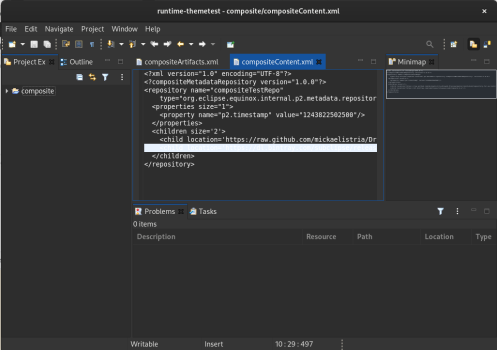 runtime-themetest - composite/compositeContent.xml
File Edit Navigate Project Window Help
Project Ex
Outline
composite
compositeArtifacts.xml
compositeContent.xml
<?xml version="1.0" encoding="UTF-8"?>
<?compositeMetadataRepository version="1.0.0"?>
<repository name="compositeTestRepo"
type="org.eclipse.equinox.internal.p2.metadata.repositor
<properties size="1">
<property name="p2.timestamp" value="1243822502500"/>
</properties>
<children size='2'>
<child location='https://raw.github.com/mickaelistria/Dr
</children>
</repository>
Minimap
Problems
Tasks
0 items
Description Resource Path Location Type
Writable Insert 10 : 29 : 497